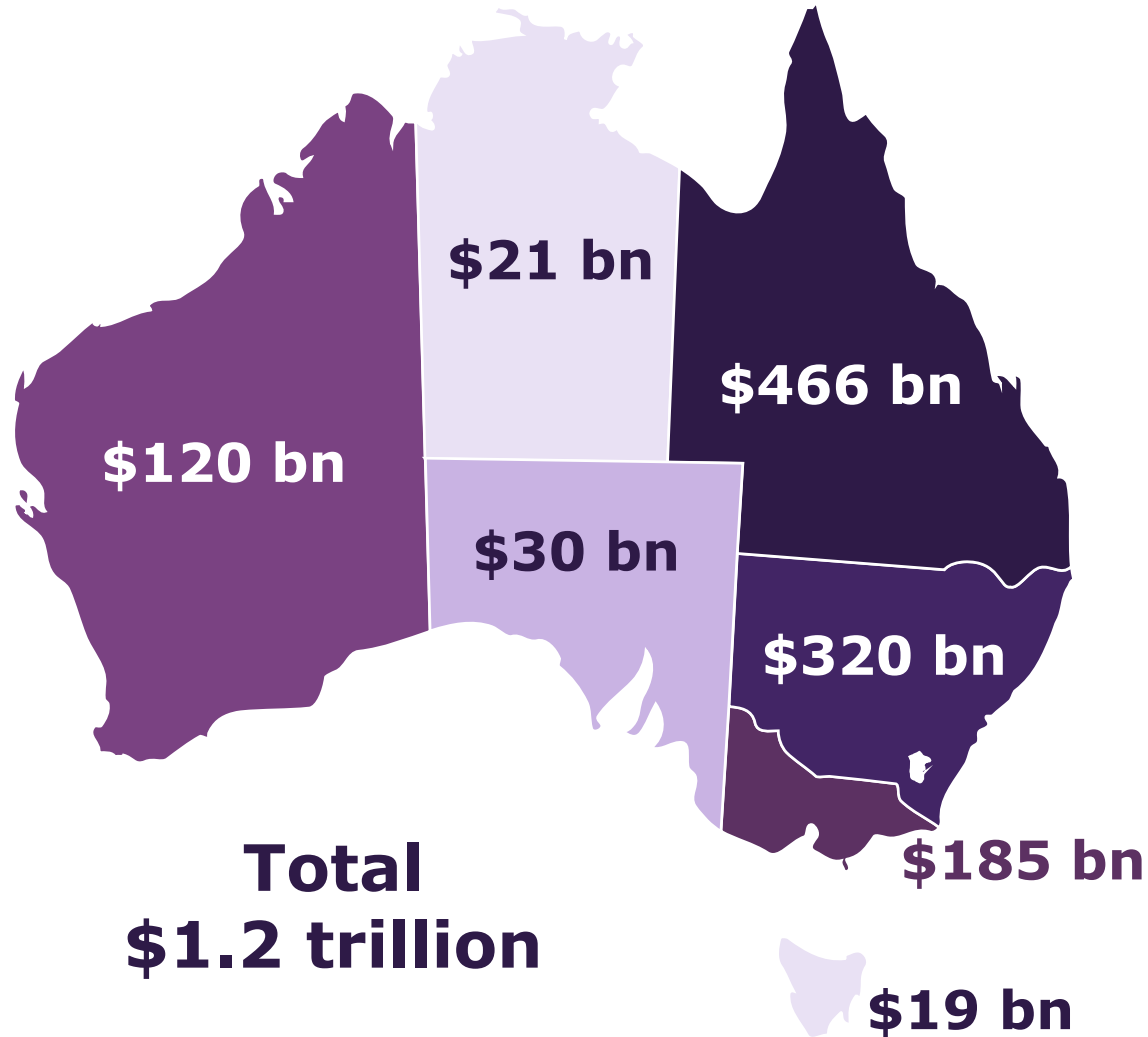 $21 bn
$466 bn
$120 bn
$30 bn
$320 bn
$185 bn
Total
$1.2 trillion
$19 bn